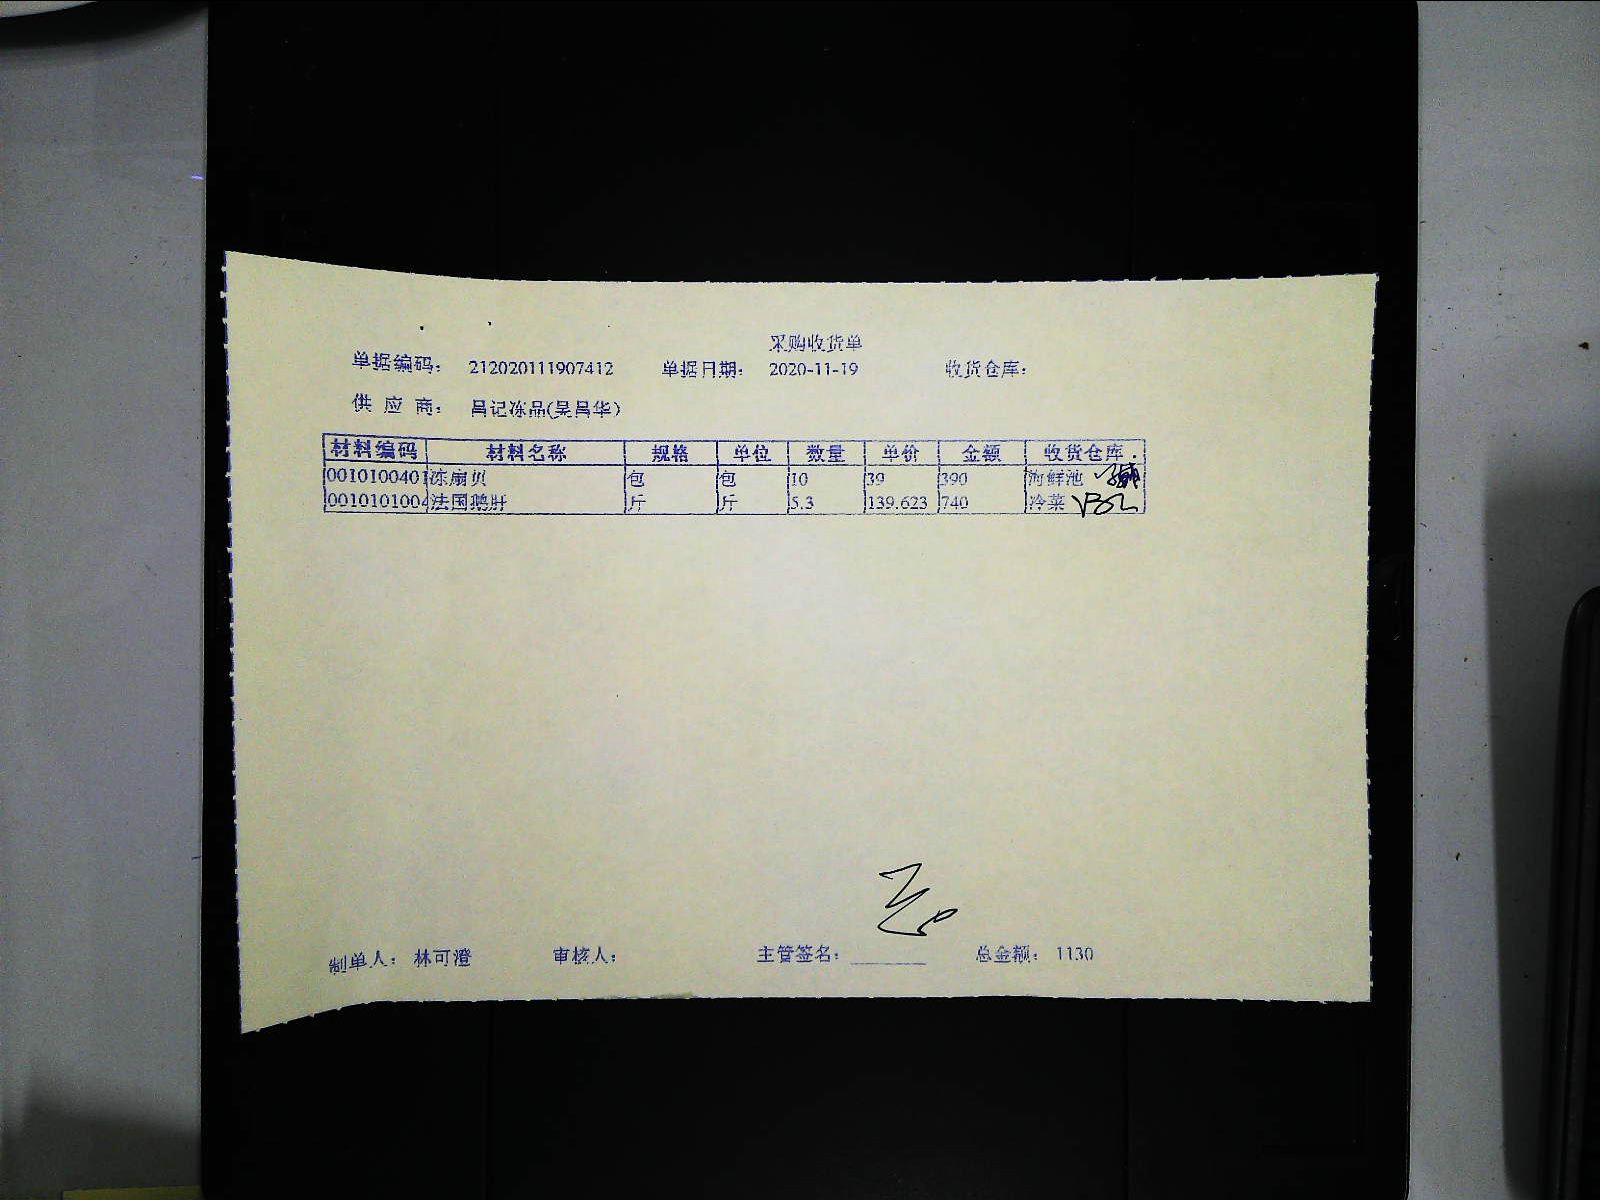 采购收货单
单据编码： 212020111907412 单据日期： 2020-11-19 收货仓库：
供 应 商： 昌记冻品(吴昌华)
材料编码 材料名称 规格 单位 数量 单价 金额 收货仓库
0010100401 冻扇贝 包 包 10 39 390 海鲜池
0010101004 法国鹅肝 斤 斤 5.3 139.623 740 冷菜
制单人： 林可澄 审核人： 主管签名： 总金额： 1130